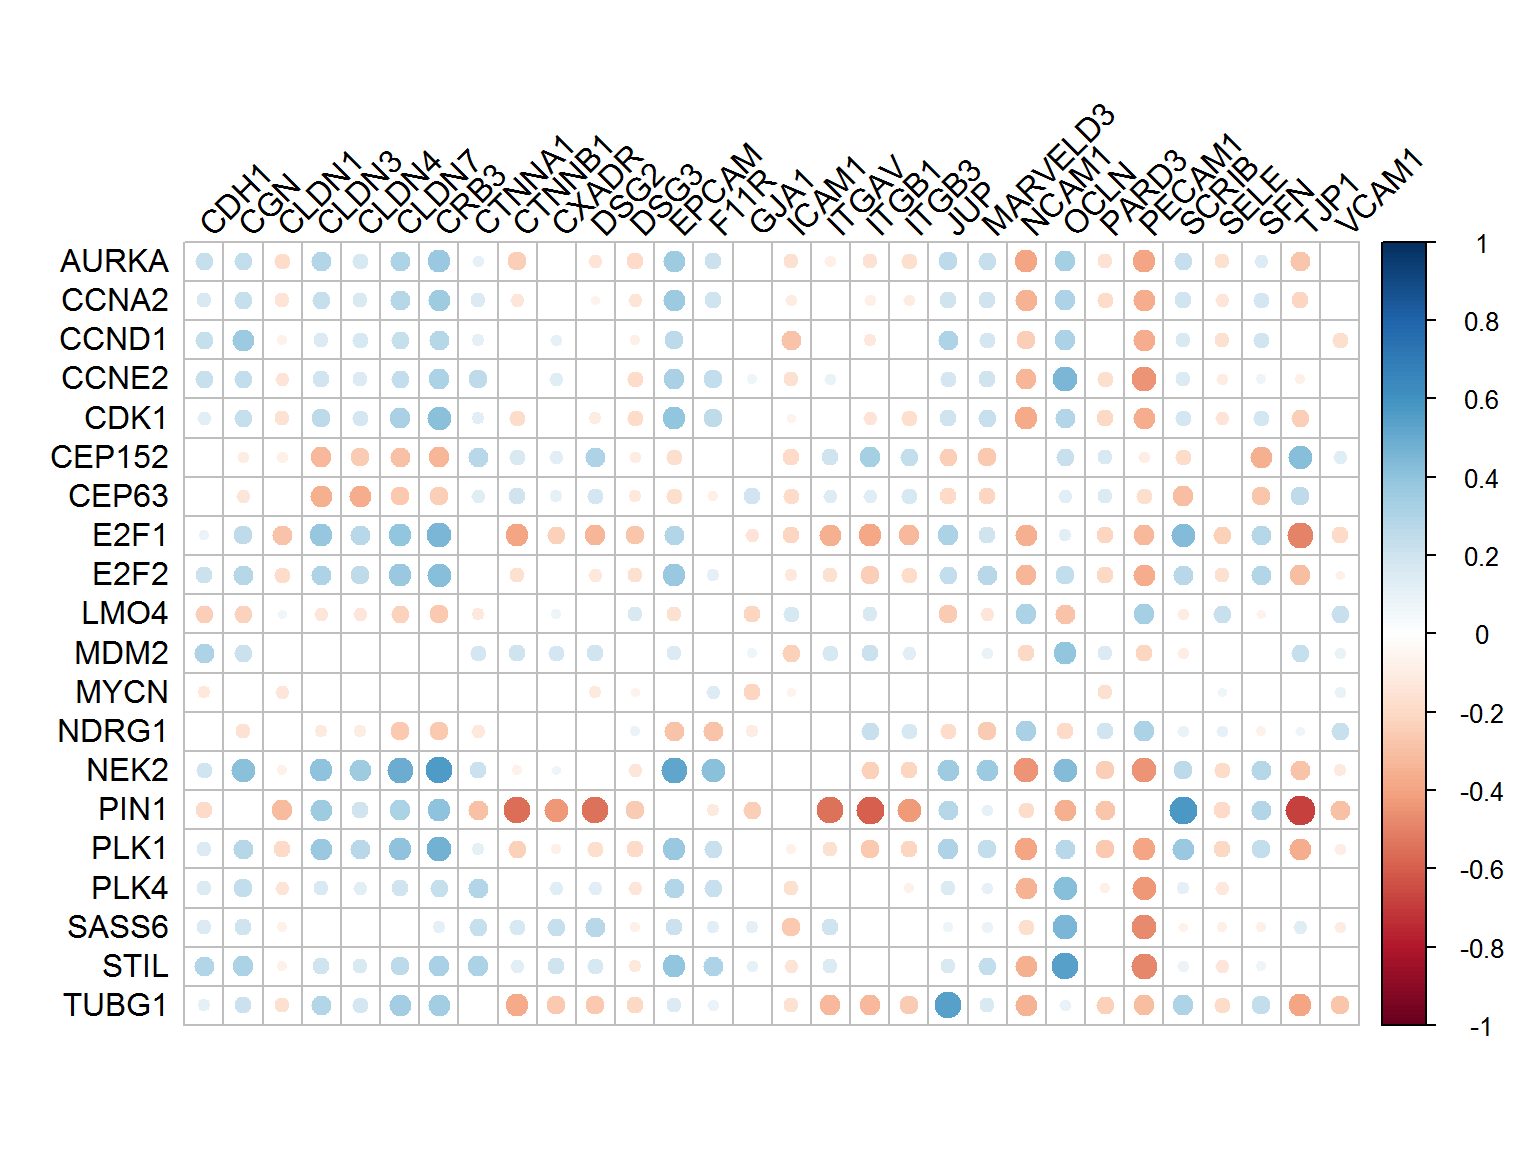 CDH1
CGN
CLDN1
CLDN3
CLDN4
CLDN7
CRB3
CTNNA1
CTNNB1
CXADR
DSG2
DSG3
EPCAM
F11R
GJA1
ICAM1
ITGAV
ITGB1
ITGB3
JUP
MARVELD3
NCAM1
OCLN
PARD3
PECAM1
SCRIB
SELE
SFN
TJP1
VCAM1
AURKA
CCNA2
CCND1
CCNE2
CDK1
CEP152
CEP63
E2F1
E2F2
LMO4
MDM2
MYCN
NDRG1
NEK2
PIN1
PLK1
PLK4
SASS6
STIL
TUBG1
1
0.8
0.6
0.4
0.2
0
-0.2
-0.4
-0.6
-0.8
-1